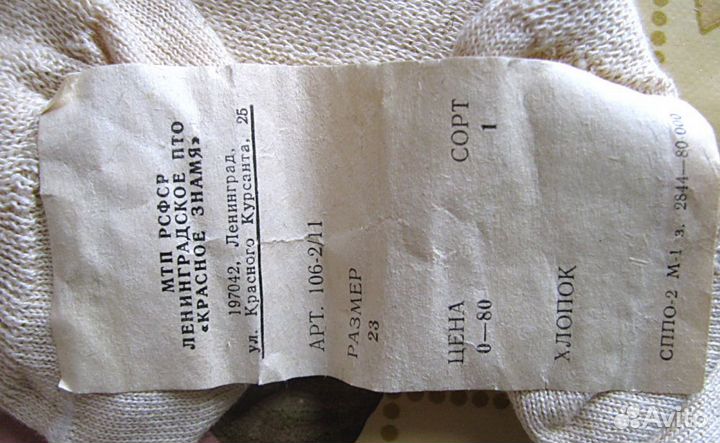 МТП РСФСР
ЛЕНИНГРАДСКОЕ ПТО
«КРАСНОЕ ЗНАМЯ»
197042, Ленинград,
ул. Красного Курсанта, 25
АРТ. 106-2/11
РАЗМЕР
23
ЦЕНА СОРТ
0—80 1
ХЛОПОК
СППО-2 М-1 з. 2844—80 000
Avito